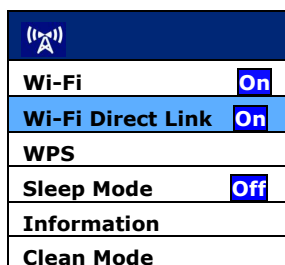 Wi-Fi On
Wi-Fi Direct Link On
WPS
Sleep Mode Off
Information
Clean Mode